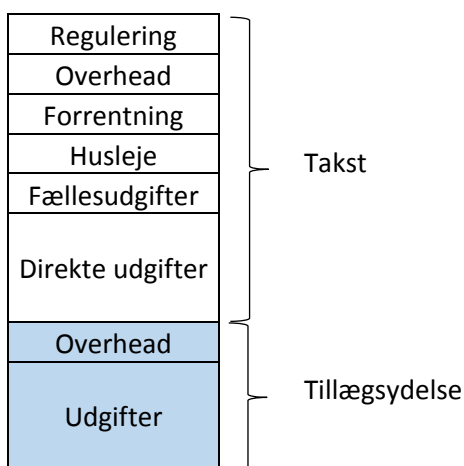 Regulering
Overhead
Forrentning
Husleje
Fællesudgifter
Direkte udgifter
Takst
Overhead
Udgifter
Tillægsydelse